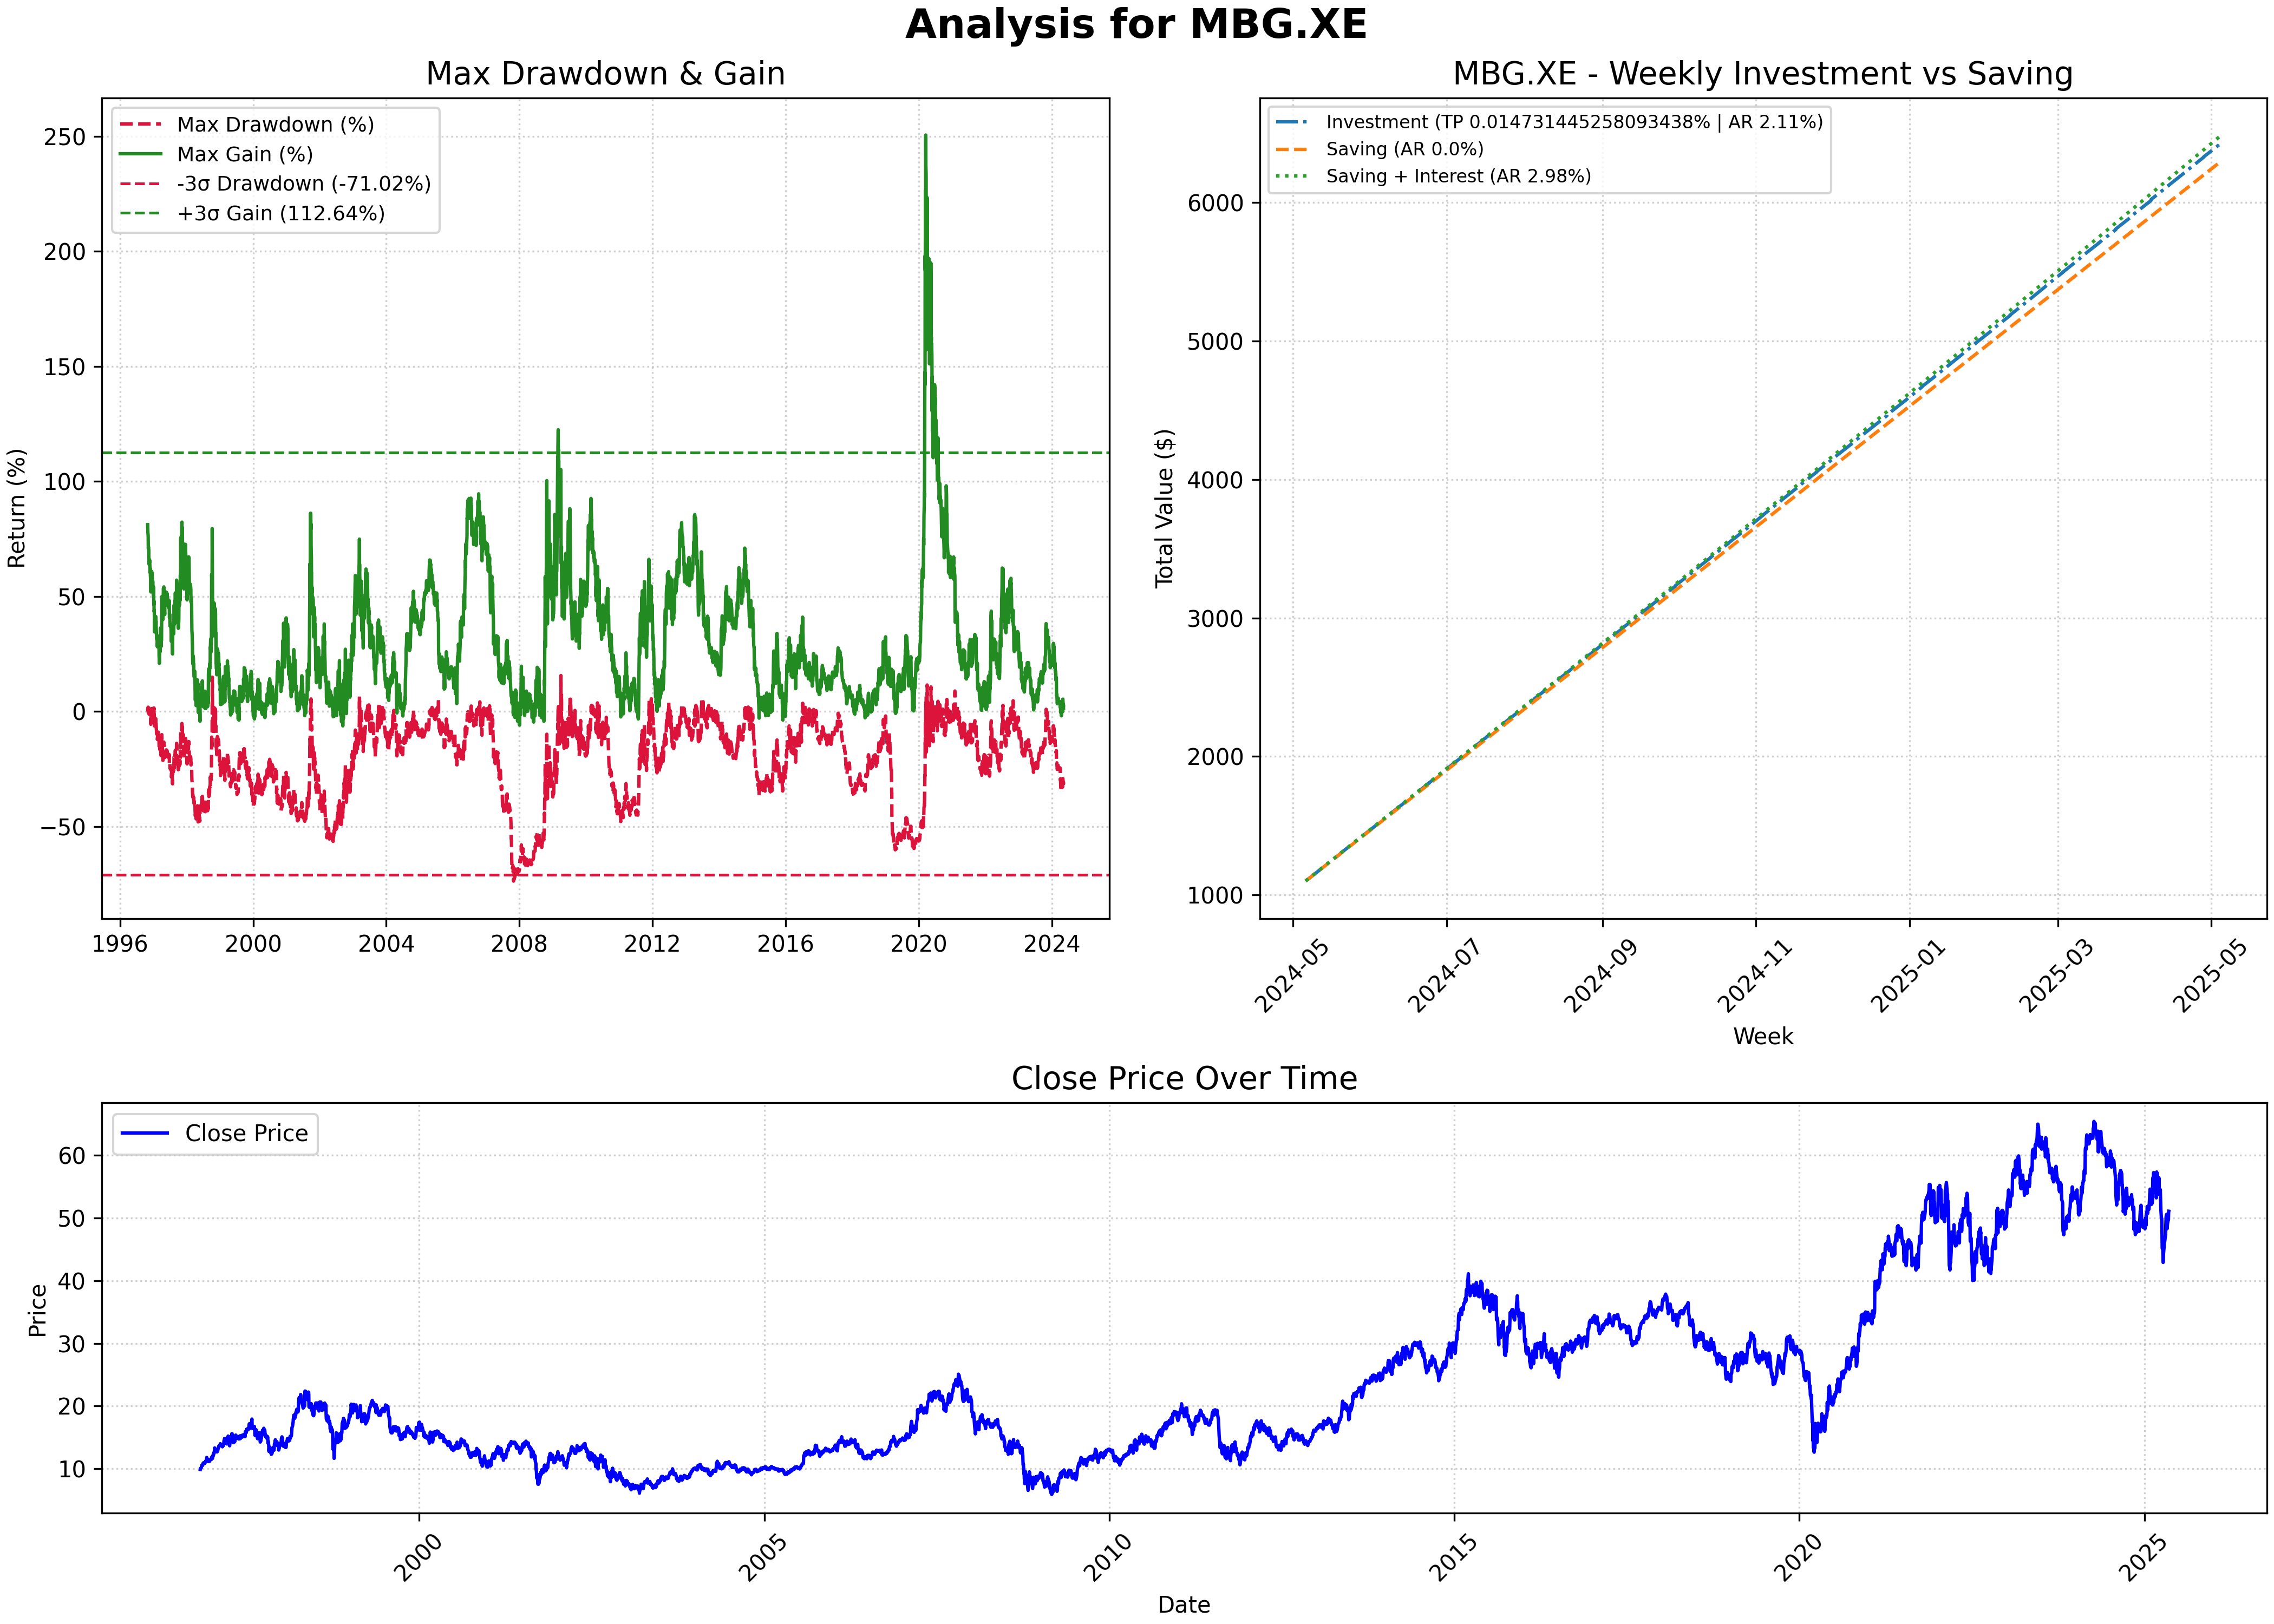 Analysis for MBG.XE
Max Drawdown & Gain
Max Drawdown (%)
Max Gain (%)
-3σ Drawdown (-71.02%)
+3σ Gain (112.64%)
Return (%)
250
200
150
100
50
0
−50
1996
2000
2004
2008
2012
2016
2020
2024
MBG.XE - Weekly Investment vs Saving
Investment (TP 0.014731445258093438% | AR 2.11%)
Saving (AR 0.0%)
Saving + Interest (AR 2.98%)
Total Value ($)
6000
5000
4000
3000
2000
1000
2024-05
2024-07
2024-09
2024-11
2025-01
2025-03
2025-05
Week
Close Price Over Time
Close Price
Price
60
50
40
30
20
10
2000
2005
2010
2015
2020
2025
Date